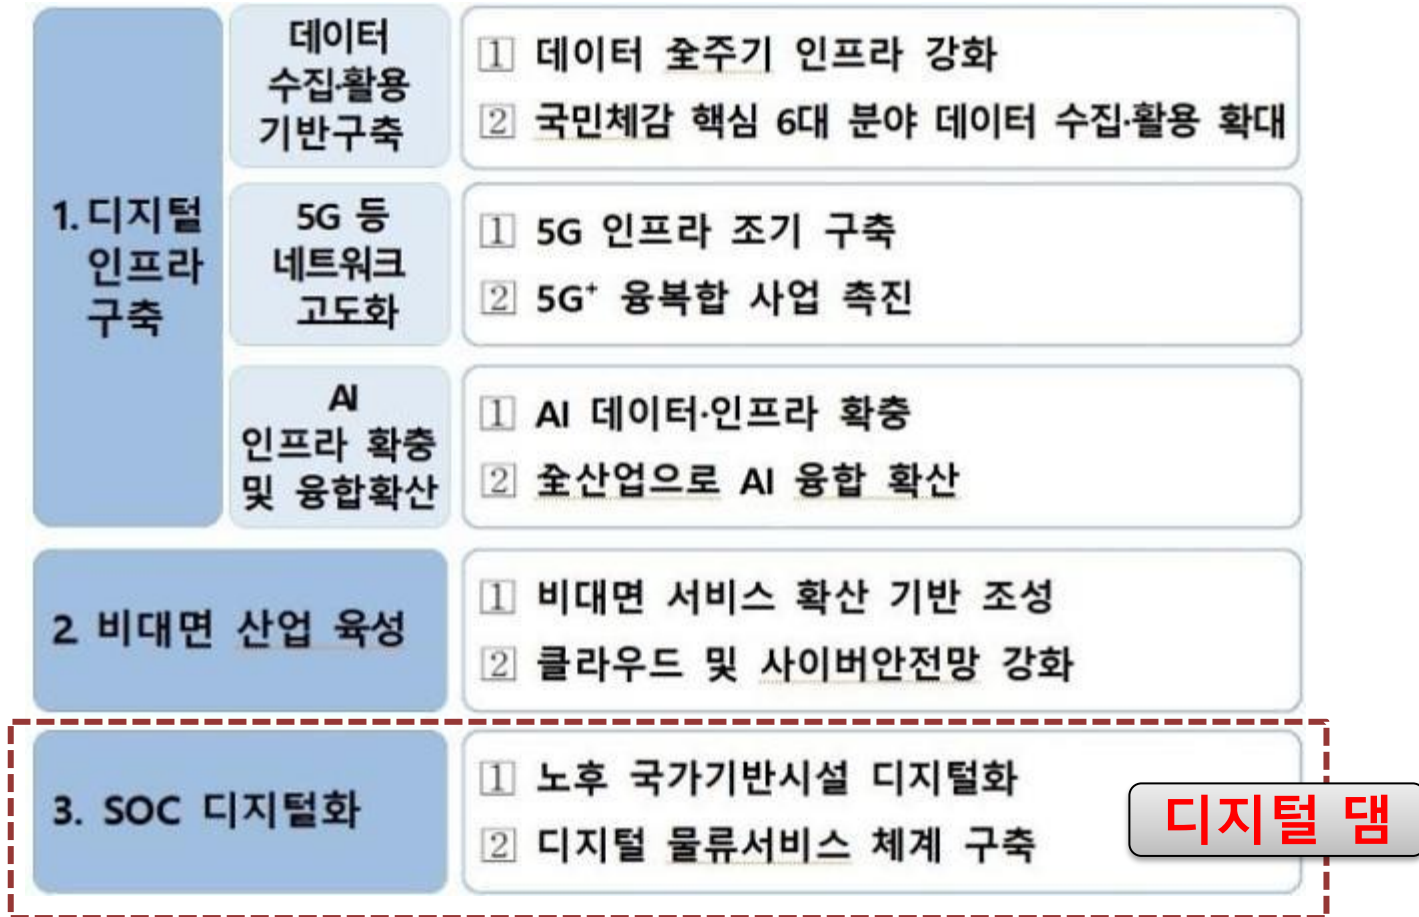 1. 디지털
인프라
구축
데이터
수집·활용
기반구축
1 데이터 全주기 인프라 강화
2 국민체감 핵심 6대 분야 데이터 수집·활용 확대
5G 등
네트워크
고도화
1 5G 인프라 조기 구축
2 5G⁺ 융복합 사업 촉진
AI
인프라 확충
및 융합확산
1 AI 데이터·인프라 확충
2 全산업으로 AI 융합 확산
2 비대면 산업 육성
1 비대면 서비스 확산 기반 조성
2 클라우드 및 사이버안전망 강화
3. SOC 디지털화
1 노후 국가기반시설 디지털화
2 디지털 물류서비스 체계 구축
디지털 댐